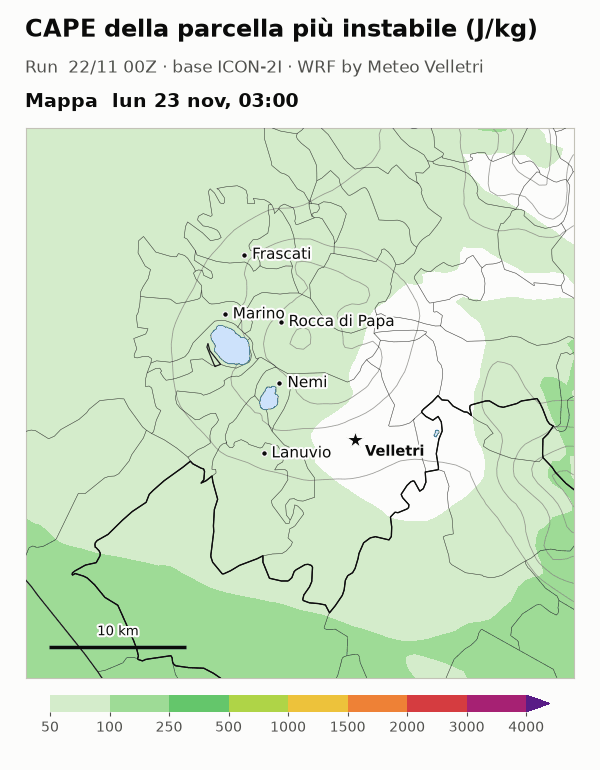 CAPE della parcella più instabile (J/kg)
Run  22/11 00Z · base ICON-2I · WRF by Meteo Velletri
Mappa  lun 23 nov, 03:00
Frascati
Marino
Rocca di Papa
Nemi
Velletri
Lanuvio
10 km
50 100 250 500 1000 1500 2000 3000 4000